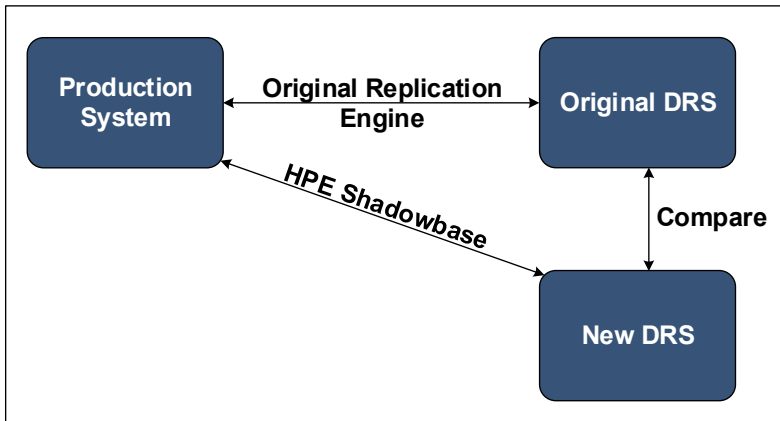 Production
System
Original Replication
Engine
Original DRS
HPE Shadowbase
Compare
New DRS